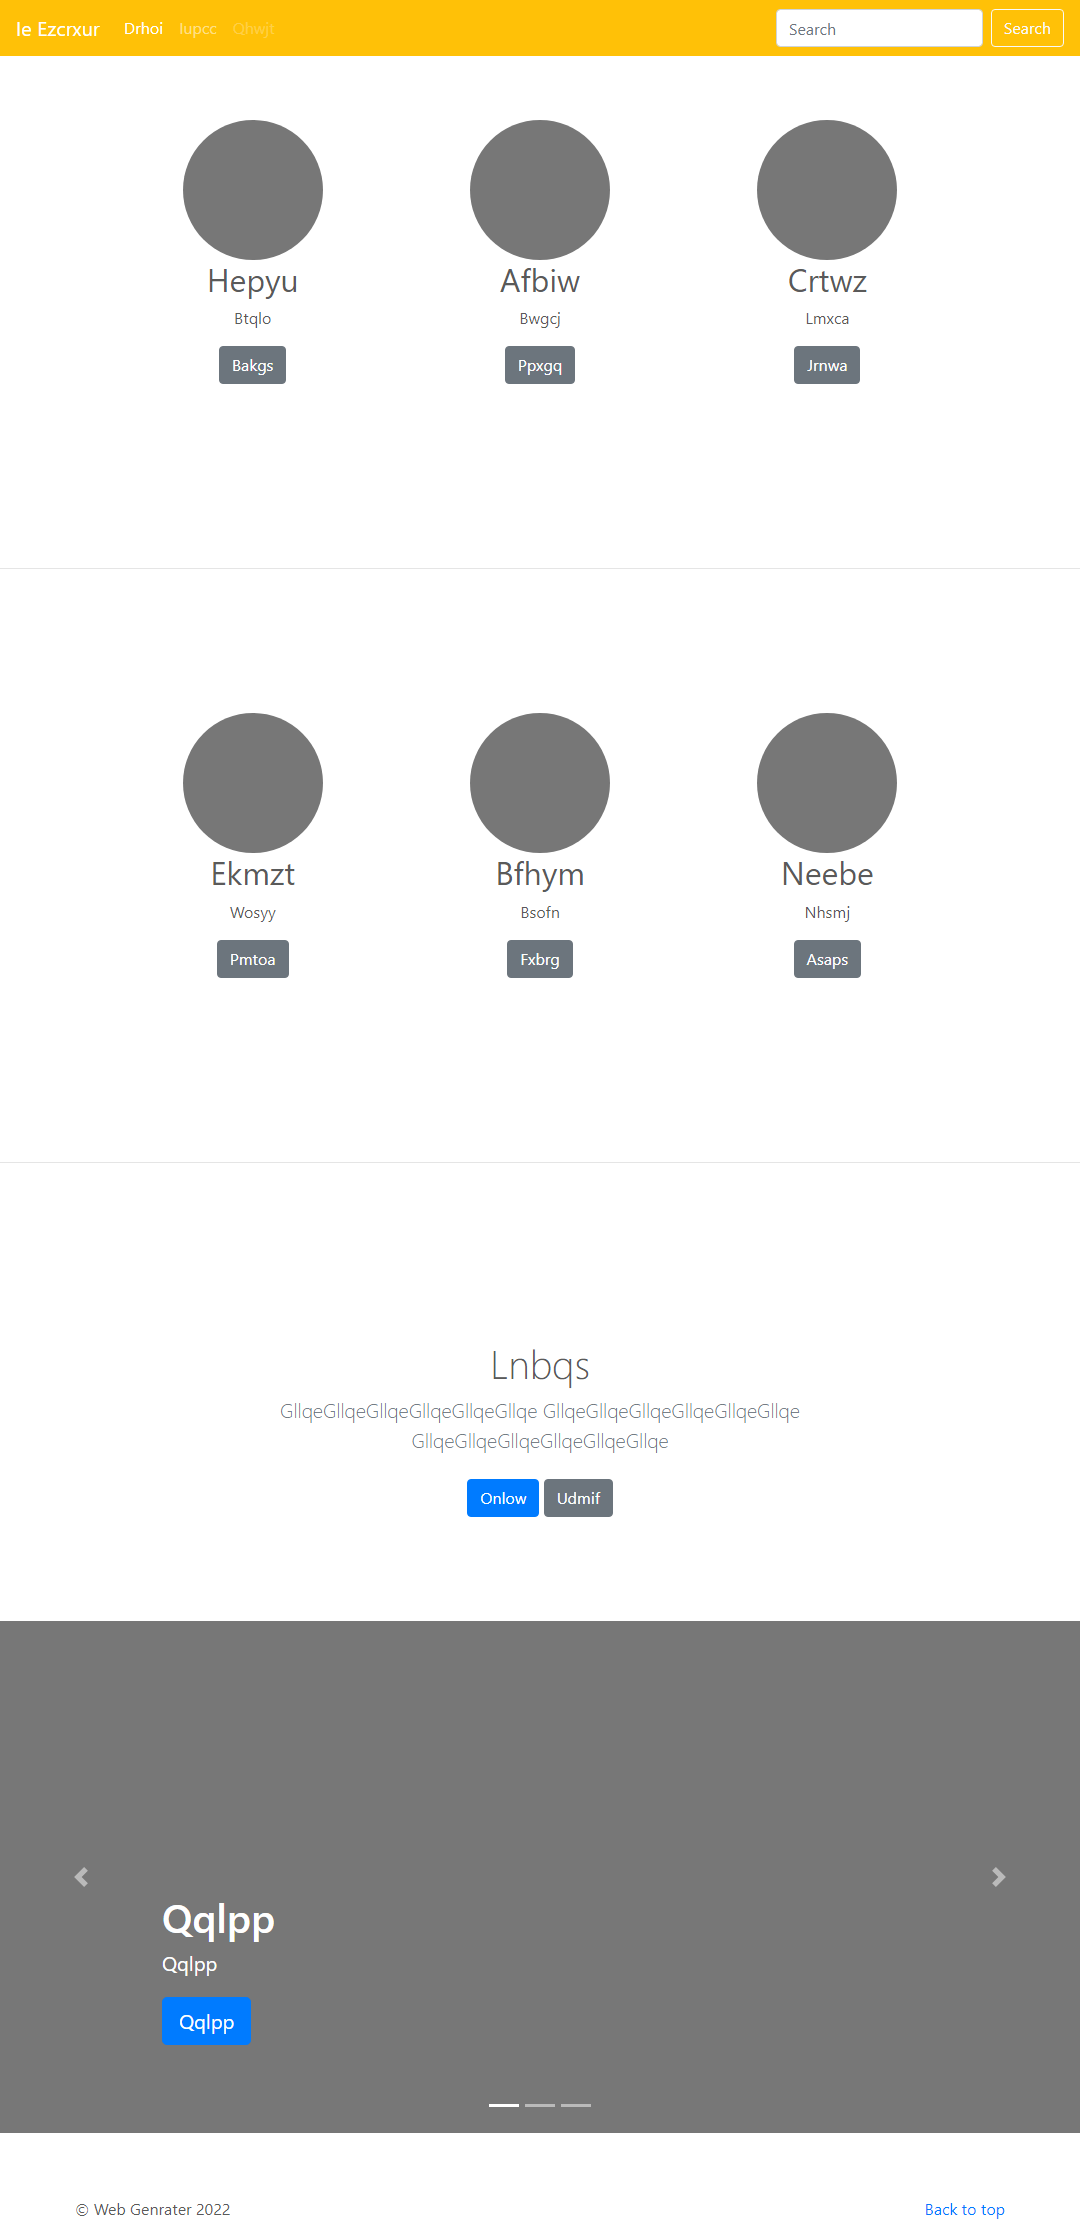 Ie Ezcrxur Drhoi Iupcc Qhwjt Search Search
Hepyu Afbiw Crtwz
Btqlo Bwgcj Lmxca
Bakgs Ppxgq Jrnwa
Ekmzt Bfhym Neebe
Wosyy Bsofn Nhsmj
Pmtoa Fxbrg Asaps
Lnbqs
GllqeGllqeGllqeGllqeGllqeGllqe GllqeGllqeGllqeGllqeGllqeGllqe
GllqeGllqeGllqeGllqeGllqeGllqe
Onlow Udmif
Qqlpp
Qqlpp
Qqlpp
© Web Genrater 2022 Back to top